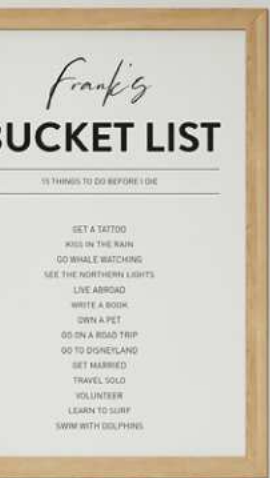 Frank's
BUCKET LIST
15 THINGS TO DO BEFORE I DIE
GET A TATTOO
KISS IN THE RAIN
GO WHALE WATCHING
SEE THE NORTHERN LIGHTS
LIVE ABROAD
WRITE A BOOK
OWN A PET
GO ON A ROAD TRIP
GO TO DISNEYLAND
GET MARRIED
TRAVEL SOLO
VOLUNTEER
LEARN TO SURF
SWIM WITH DOLPHINS